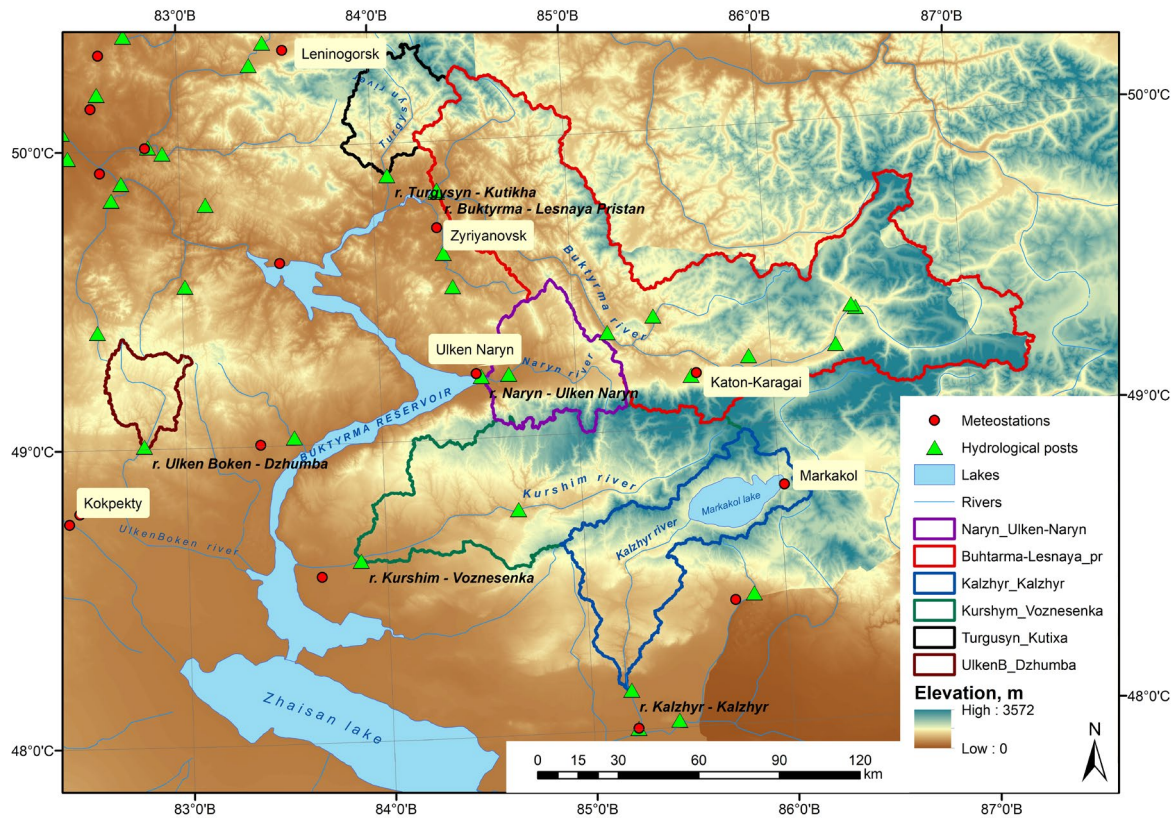 83°0'B
84°0'B
85°0'B
86°0'B
87°0'B
Leninogorsk
50°0'C
50°0'C
Turgysyn river
r. Turgysyn - Kutikha
r. Buktyrma - Lesnaya Pristan
Zyriyanovsk
Buktyrma river
Ulken Naryn
Naryn river
Katon-Karagai
r. Naryn - Ulken Naryn
49°0'C
49°0'C
BUKTYRMA RESERVOIR
r. Ulken Boken - Dzhumba
Kurshim river
Markakol
Markakol lake
Kokpekty
UlkenBoken river
Kalzhyr river
r. Kurshim - Voznesenka
Zhaisan lake
r. Kalzhyr - Kalzhyr
48°0'C
48°0'C
Meteostations
Hydrological posts
Lakes
Rivers
Naryn_Ulken-Naryn
Buhtarma-Lesnaya_pr
Kalzhyr_Kalzhyr
Kurshym_Voznesenka
Turgusyn_Kutixa
UlkenB_Dzhumba
Elevation, m
High : 3572
Low : 0
N
0 15 30 60 90 120
km
83°0'B
84°0'B
85°0'B
86°0'B
87°0'B